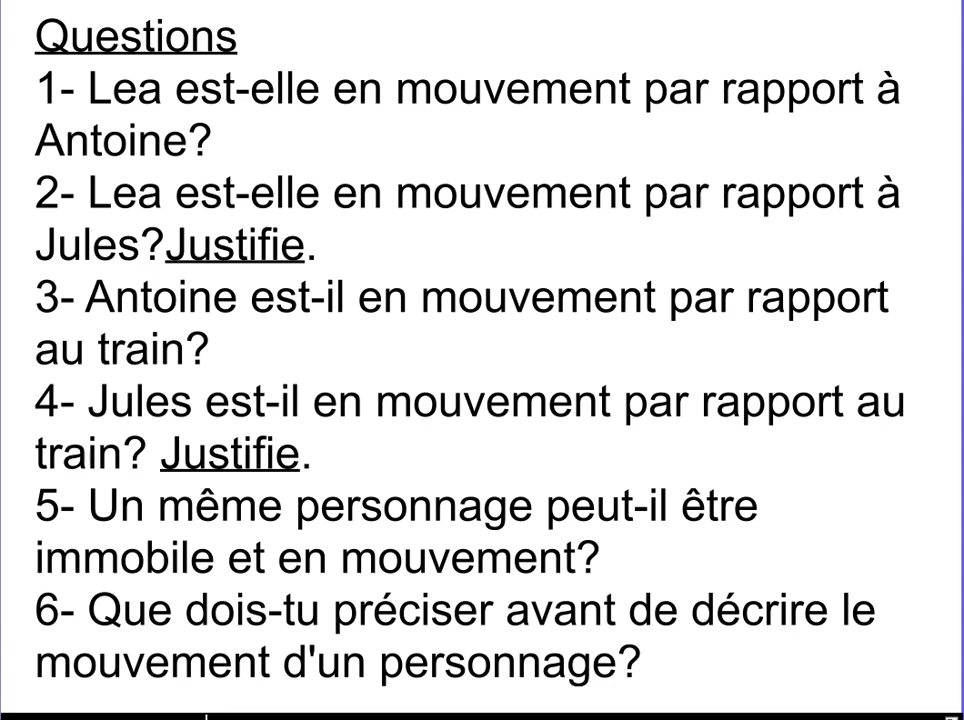 Questions
1- Lea est-elle en mouvement par rapport à
Antoine?
2- Lea est-elle en mouvement par rapport à
Jules?Justifie.
3- Antoine est-il en mouvement par rapport
au train?
4- Jules est-il en mouvement par rapport au
train? Justifie.
5- Un même personnage peut-il être
immobile et en mouvement?
6- Que dois-tu préciser avant de décrire le
mouvement d'un personnage?